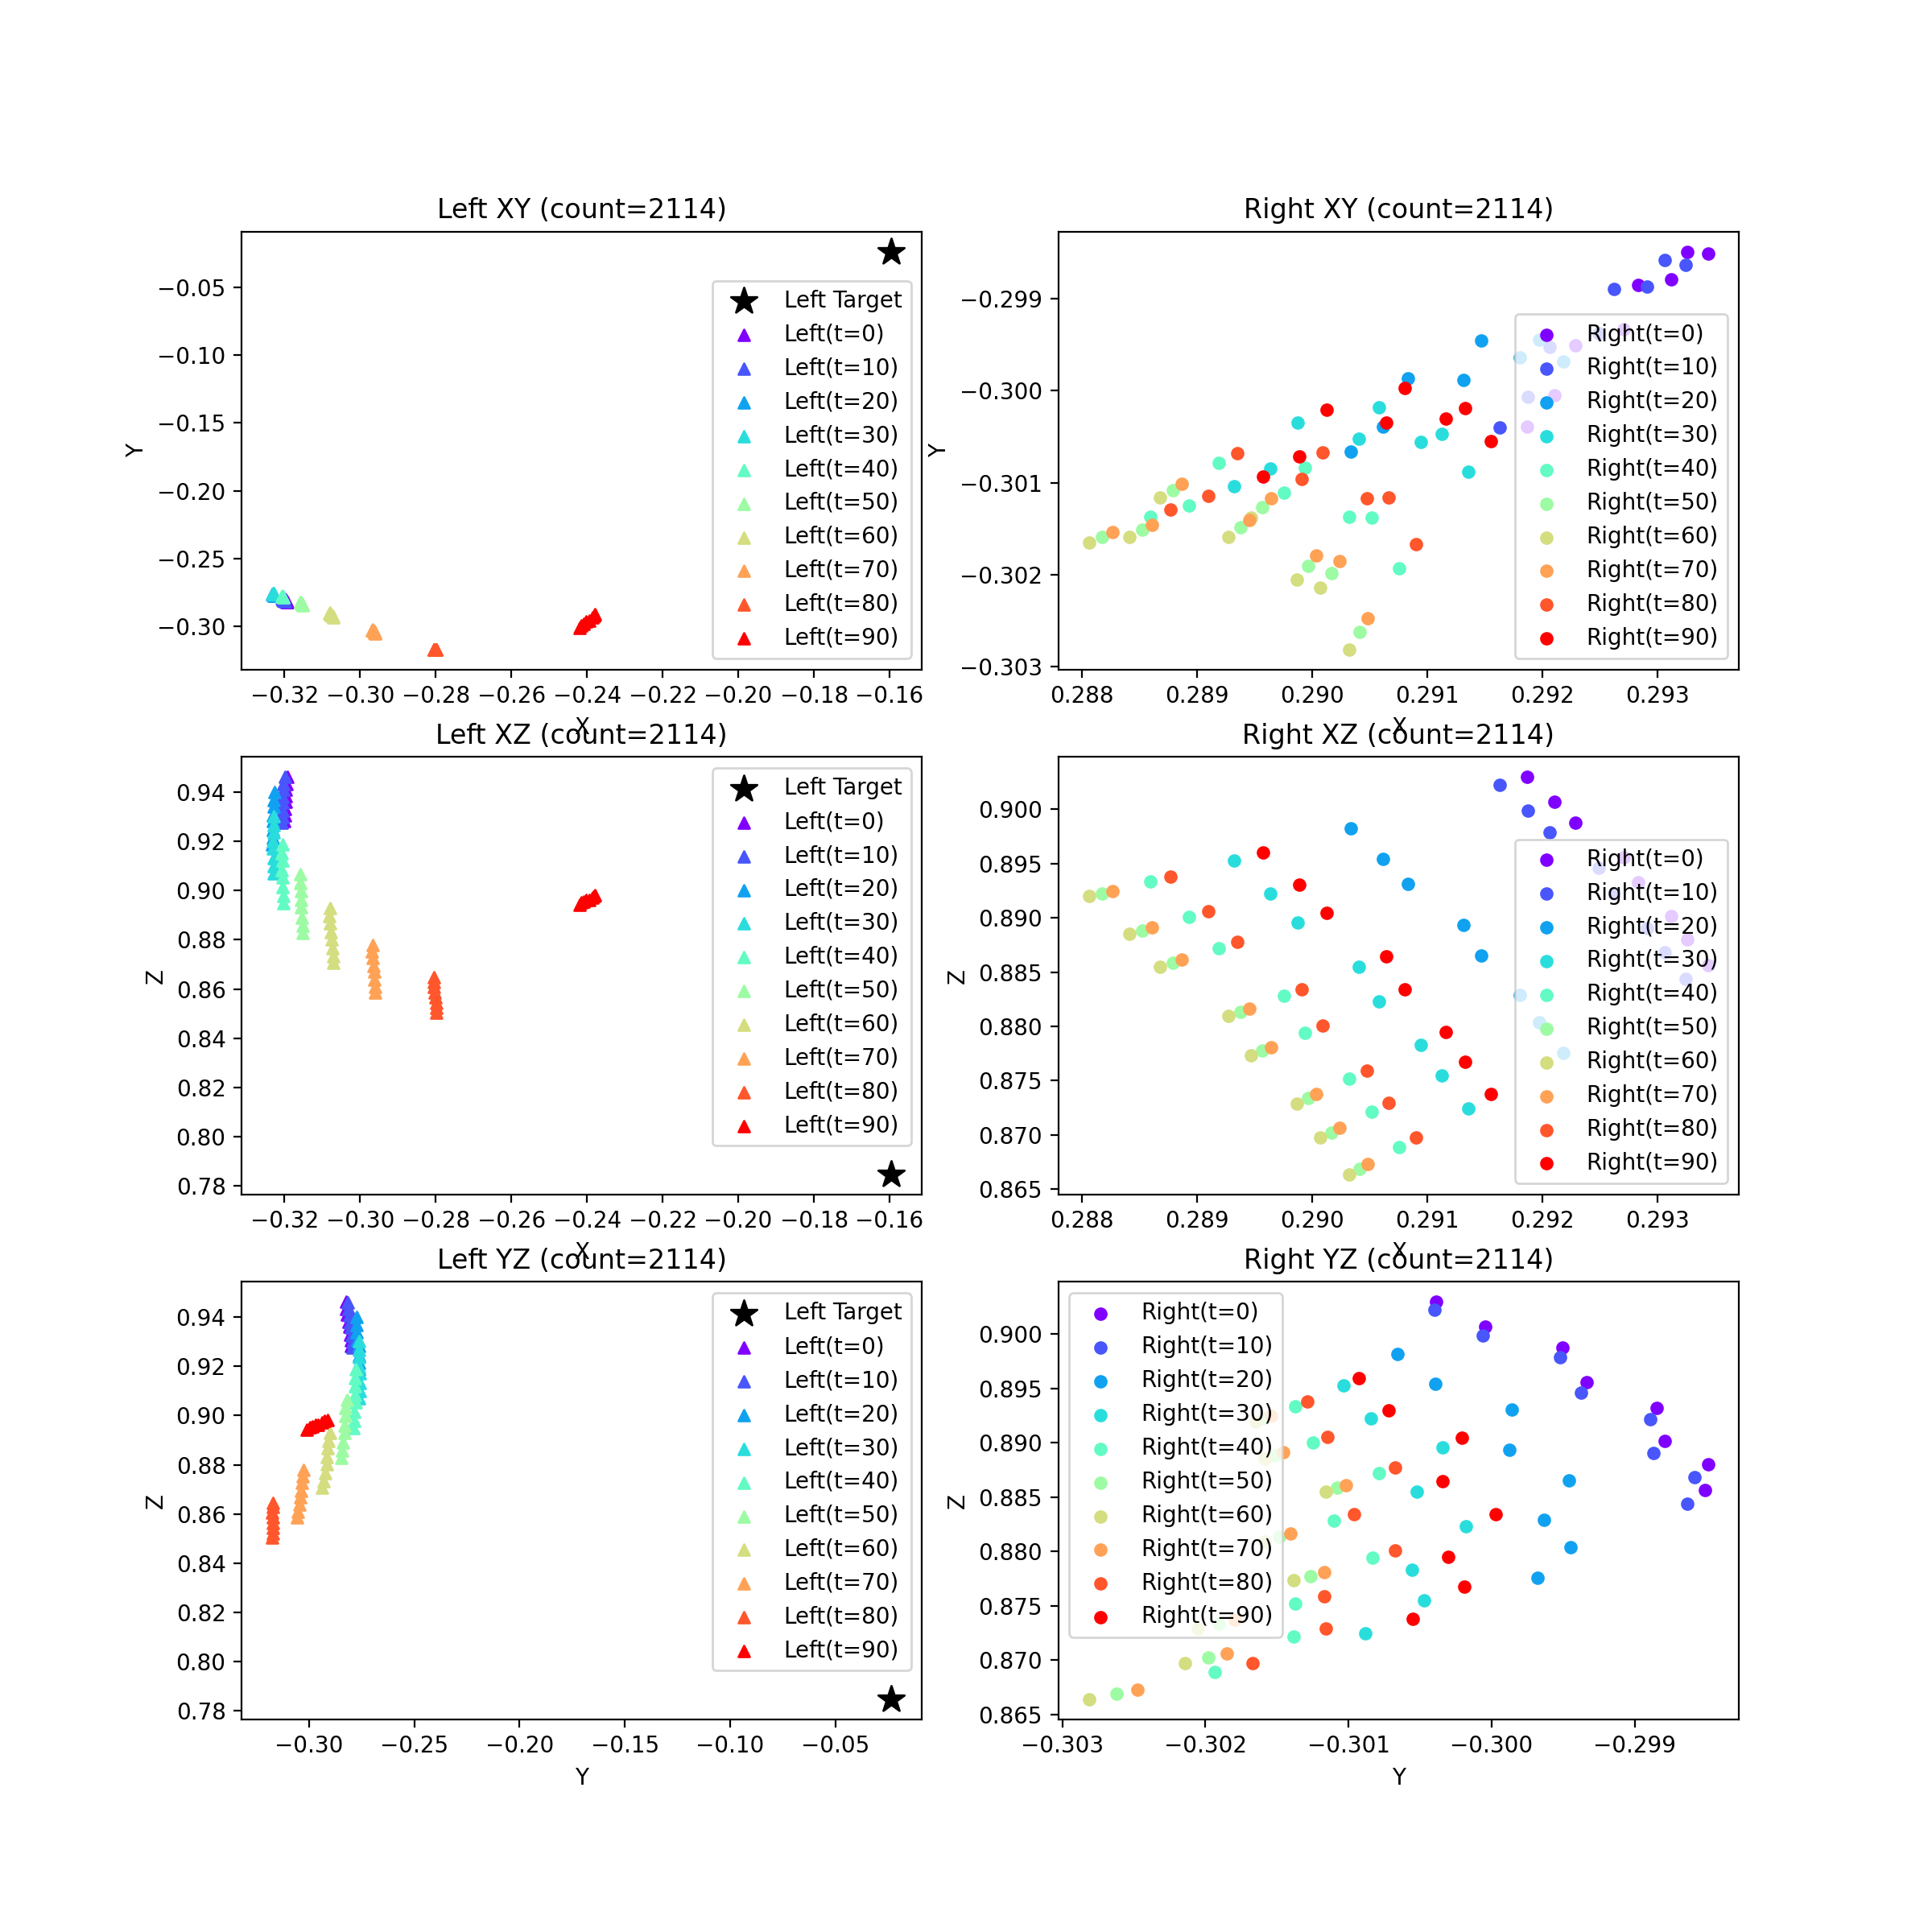 Left XY (count=2114)
−0.05
−0.10
−0.15
−0.20
−0.25
−0.30
Y
Left Target
Left(t=0)
Left(t=10)
Left(t=20)
Left(t=30)
Left(t=40)
Left(t=50)
Left(t=60)
Left(t=70)
Left(t=80)
Left(t=90)
−0.32 −0.30 −0.28 −0.26 −0.24 −0.22 −0.20 −0.18 −0.16
X
Right XY (count=2114)
−0.299
−0.300
−0.301
−0.302
−0.303
Y
Right(t=0)
Right(t=10)
Right(t=20)
Right(t=30)
Right(t=40)
Right(t=50)
Right(t=60)
Right(t=70)
Right(t=80)
Right(t=90)
0.288 0.289 0.290 0.291 0.292 0.293
X
Left XZ (count=2114)
0.94
0.92
0.90
0.88
0.86
0.84
0.82
0.80
0.78
Z
Left Target
Left(t=0)
Left(t=10)
Left(t=20)
Left(t=30)
Left(t=40)
Left(t=50)
Left(t=60)
Left(t=70)
Left(t=80)
Left(t=90)
−0.32 −0.30 −0.28 −0.26 −0.24 −0.22 −0.20 −0.18 −0.16
X
Right XZ (count=2114)
0.900
0.895
0.890
0.885
0.880
0.875
0.870
0.865
Z
Right(t=0)
Right(t=10)
Right(t=20)
Right(t=30)
Right(t=40)
Right(t=50)
Right(t=60)
Right(t=70)
Right(t=80)
Right(t=90)
0.288 0.289 0.290 0.291 0.292 0.293
X
Left YZ (count=2114)
0.94
0.92
0.90
0.88
0.86
0.84
0.82
0.80
0.78
Z
Left Target
Left(t=0)
Left(t=10)
Left(t=20)
Left(t=30)
Left(t=40)
Left(t=50)
Left(t=60)
Left(t=70)
Left(t=80)
Left(t=90)
−0.30 −0.25 −0.20 −0.15 −0.10 −0.05
Y
Right YZ (count=2114)
0.900
0.895
0.890
0.885
0.880
0.875
0.870
0.865
Z
Right(t=0)
Right(t=10)
Right(t=20)
Right(t=30)
Right(t=40)
Right(t=50)
Right(t=60)
Right(t=70)
Right(t=80)
Right(t=90)
−0.303 −0.302 −0.301 −0.300 −0.299
Y